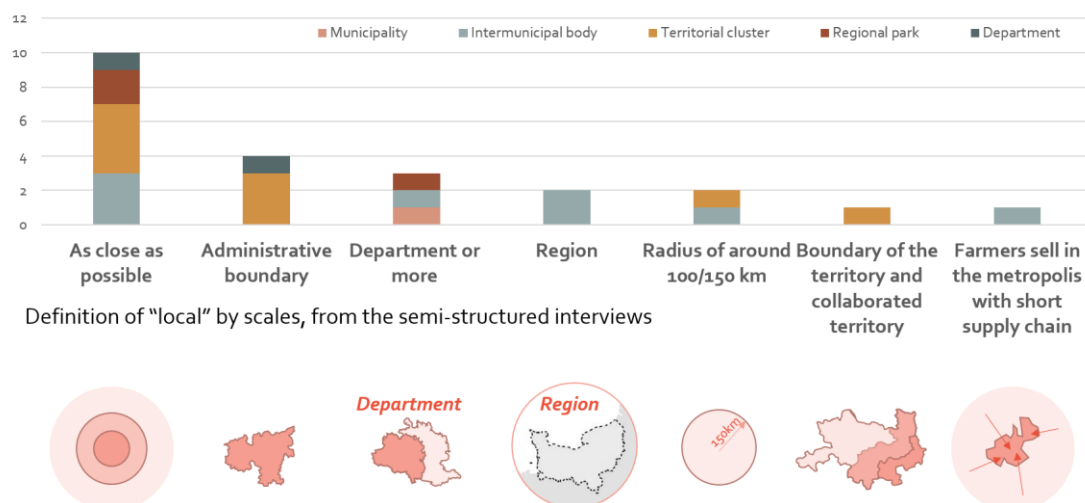 12
10
8
6
4
2
0
Municipality Intermunicipal body Territorial cluster Regional park Department
As close as possible
Administrative boundary
Department or more
Region
Radius of around 100/150 km
Boundary of the territory and collaborated territory
Farmers sell in the metropolis with short supply chain
Definition of “local” by scales, from the semi-structured interviews
Department
Region
150km